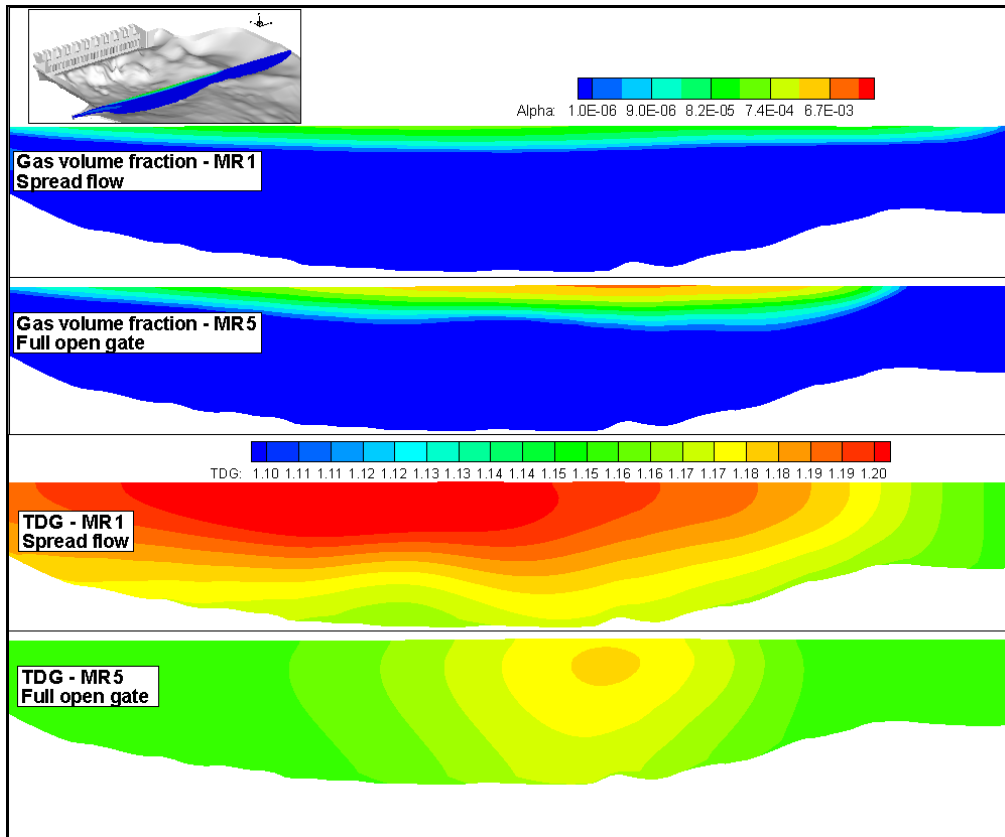 Alpha: 1.0E-06 9.0E-06 8.2E-05 7.4E-04 6.7E-03
Gas volume fraction - MR1
Spread flow
Gas volume fraction - MR5
Full open gate
TDG: 1.10 1.11 1.11 1.12 1.12 1.13 1.13 1.14 1.14 1.15 1.15 1.16 1.16 1.17 1.17 1.18 1.18 1.19 1.19 1.20
TDG - MR1
Spread flow
TDG - MR5
Full open gate